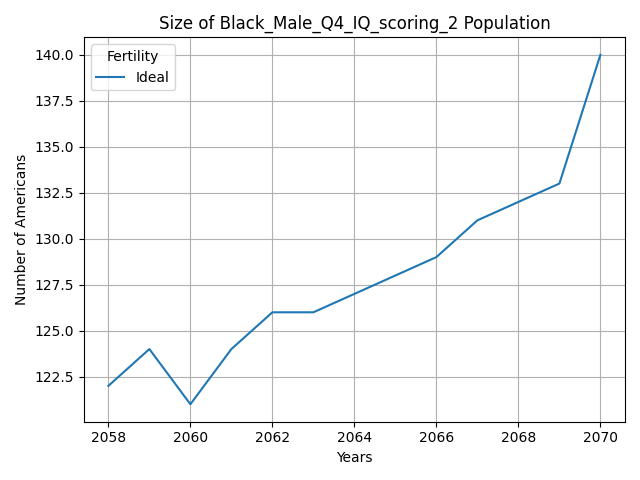 Size of Black_Male_Q4_IQ_scoring_2 Population
Fertility
Ideal
140.0
137.5
135.0
132.5
130.0
127.5
125.0
122.5
Number of Americans
2058 2060 2062 2064 2066 2068 2070
Years